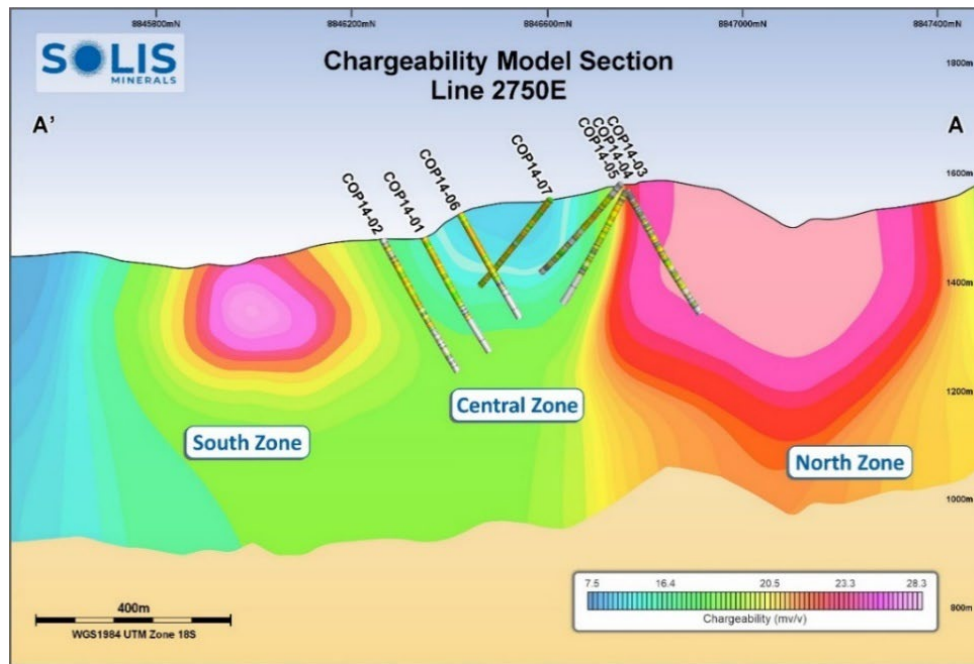 8845800mN
8846200mN
8846600mN
8847000mN
8847400mN
SOLIS
MINERALS
Chargeability Model Section
Line 2750E
1800m
A'
A
1600m
COP14-02
COP14-01
COP14-06
COP14-07
COP14-05
COP14-04
COP14-03
1400m
1200m
South Zone
Central Zone
North Zone
1000m
7.5 16.4 20.5 23.3 28.3
Chargeability (mv/v)
400m
WGS1984 UTM Zone 18S
800m